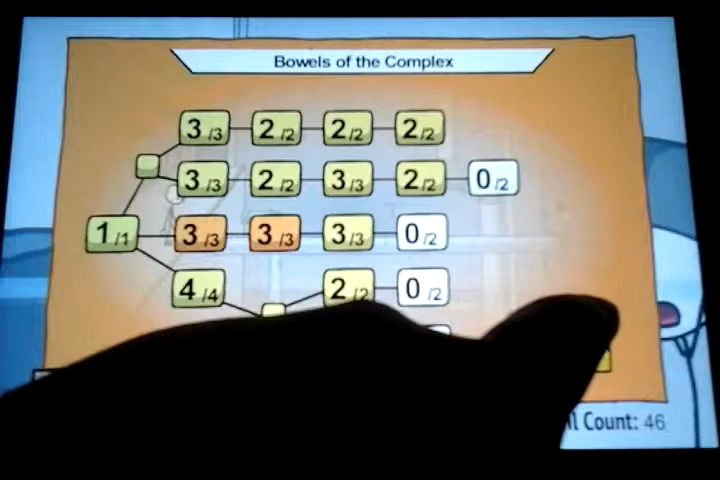 Bowels of the Complex
3 /3 2 /2 2 /2 2 /2
3 /3 2 /2 3 /3 2 /2 0 /2
1 /1 3 /3 3 /3 3 /3 0 /2
4 /4 2 /2 0 /2
Count: 46